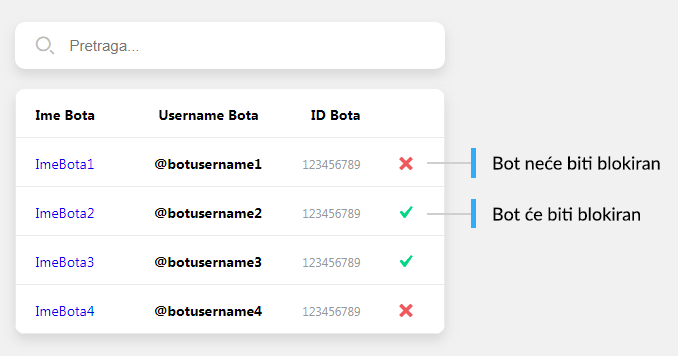 Pretraga...
Ime Bota Username Bota ID Bota
ImeBota1 @botusername1 123456789 Bot neće biti blokiran
ImeBota2 @botusername2 123456789 Bot će biti blokiran
ImeBota3 @botusername3 123456789
ImeBota4 @botusername4 123456789